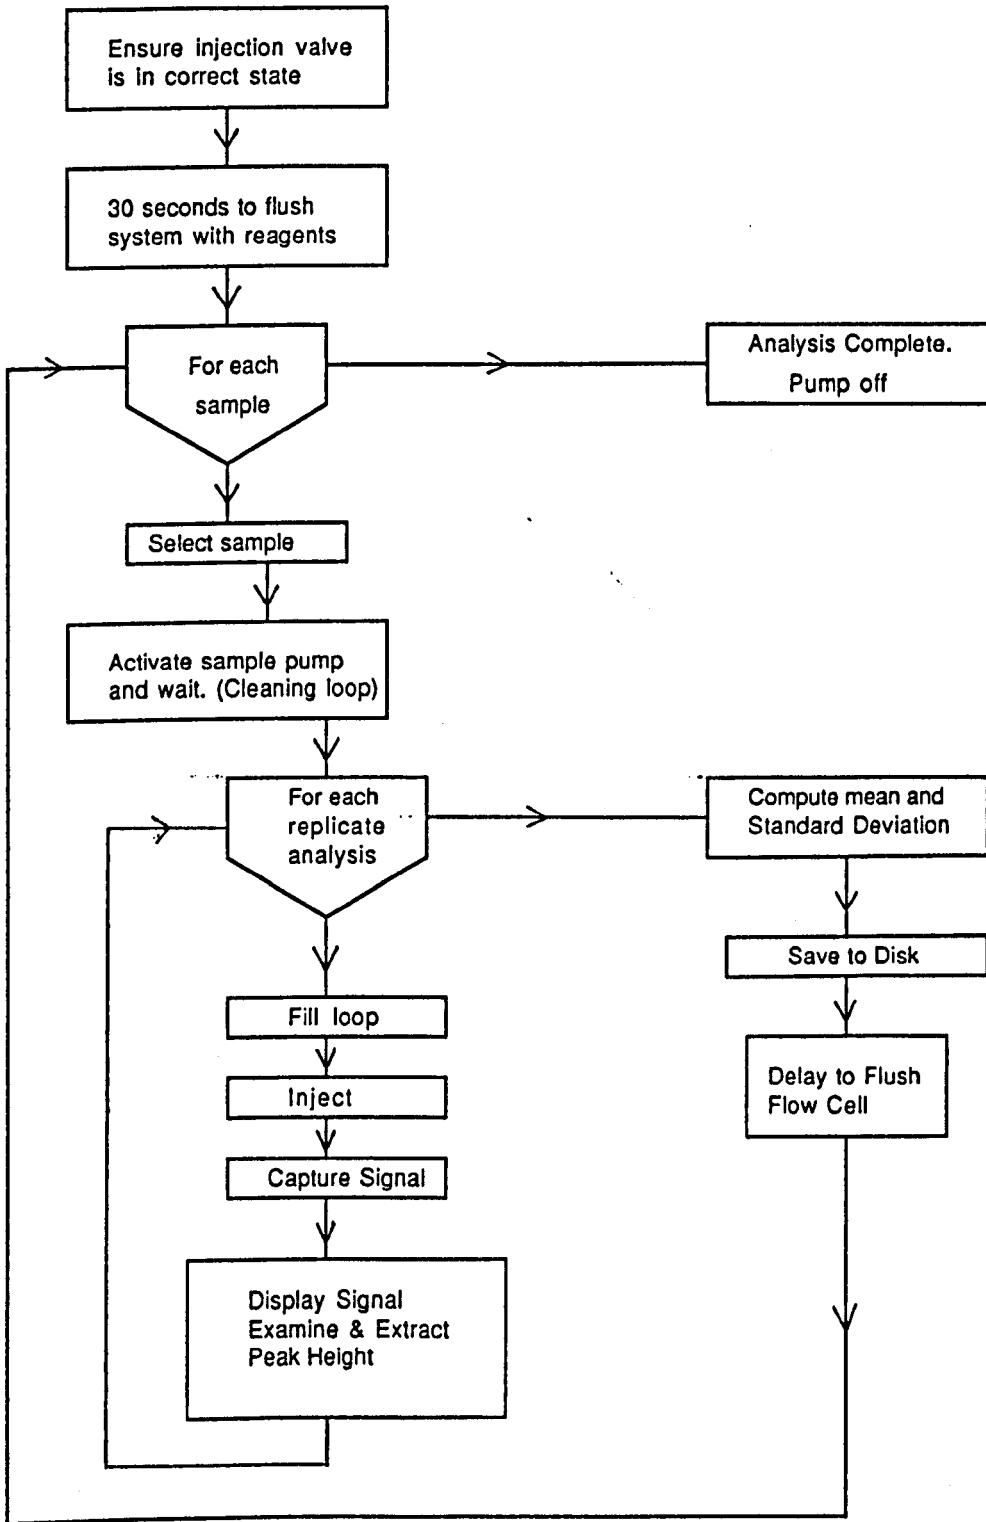 Ensure injection valve
is in correct state
30 seconds to flush
system with reagents
For each
sample
Analysis Complete.
Pump off
Select sample
Activate sample pump
and wait. (Cleaning loop)
For each
replicate
analysis
Compute mean and
Standard Deviation
Save to Disk
Delay to Flush
Flow Cell
Fill loop
Inject
Capture Signal
Display Signal
Examine & Extract
Peak Height